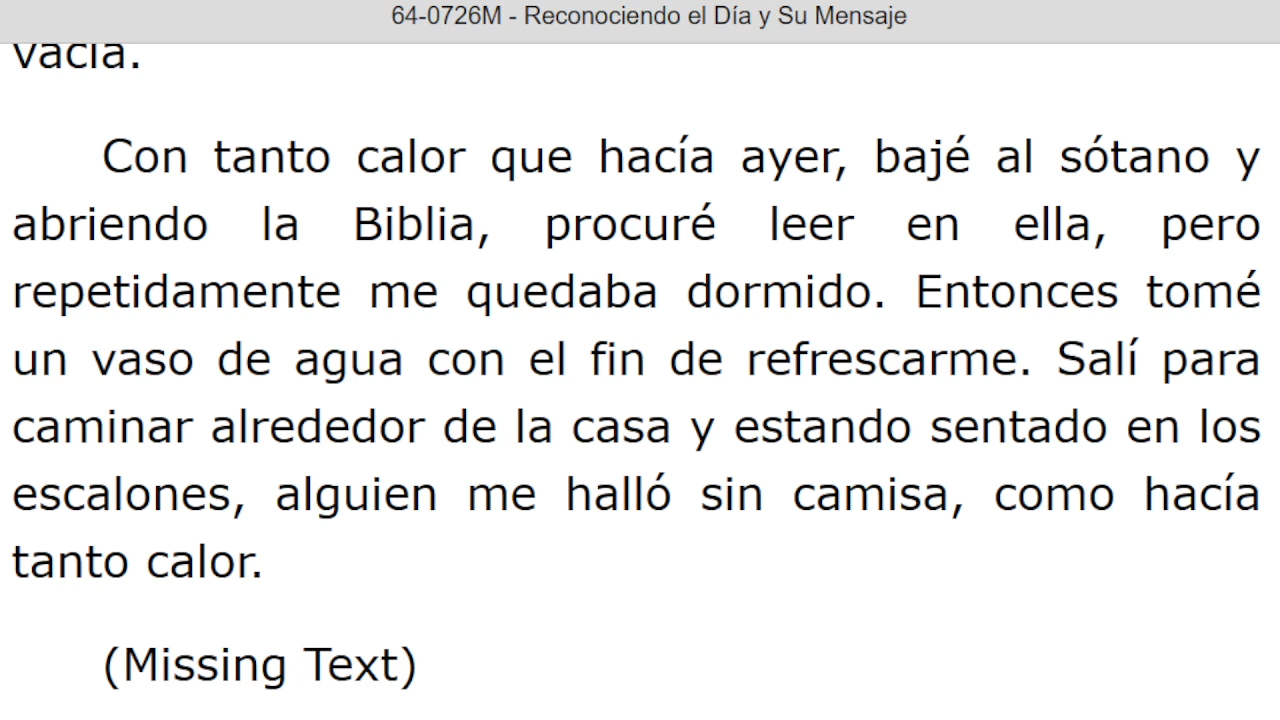 64-0726M - Reconociendo el Día y Su Mensaje
vacía.
Con tanto calor que hacía ayer, bajé al sótano y
abriendo la Biblia, procuré leer en ella, pero
repetidamente me quedaba dormido. Entonces tomé
un vaso de agua con el fin de refrescarme. Salí para
caminar alrededor de la casa y estando sentado en los
escalones, alguien me halló sin camisa, como hacía
tanto calor.
(Missing Text)